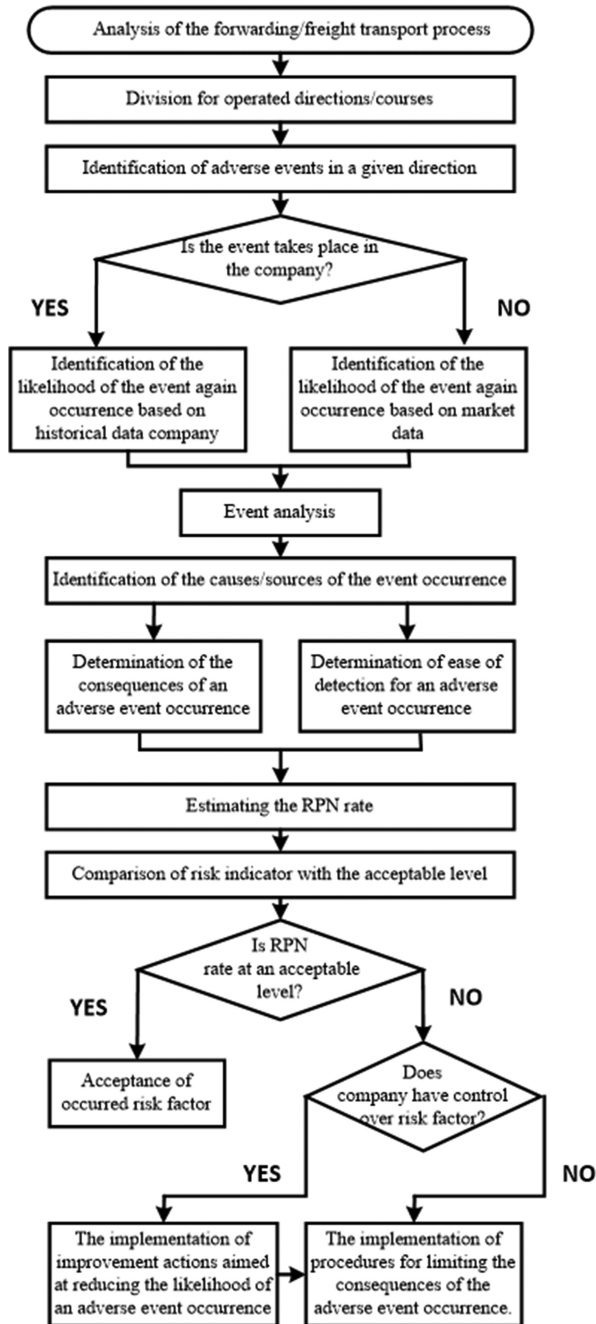 Analysis of the forwarding/freight transport process
Division for operated directions/courses
Identification of adverse events in a given direction
Is the event takes place in
the company?
YES
NO
Identification of the
likelihood of the event again
occurrence based on
historical data company
Identification of the
likelihood of the event again
occurrence based on market
data
Event analysis
Identification of the causes/sources of the event occurrence
Determination of the
consequences of an
adverse event occurrence
Determination of ease of
detection for an adverse
event occurrence
Estimating the RPN rate
Comparison of risk indicator with the acceptable level
Is RPN
rate at an acceptable
level?
YES
NO
Acceptance of
occurred risk factor
Does
company have control
over risk factor?
YES
NO
The implementation of
improvement actions aimed
at reducing the likelihood of
an adverse event occurrence
The implementation of
procedures for limiting the
consequences of the
adverse event occurrence.